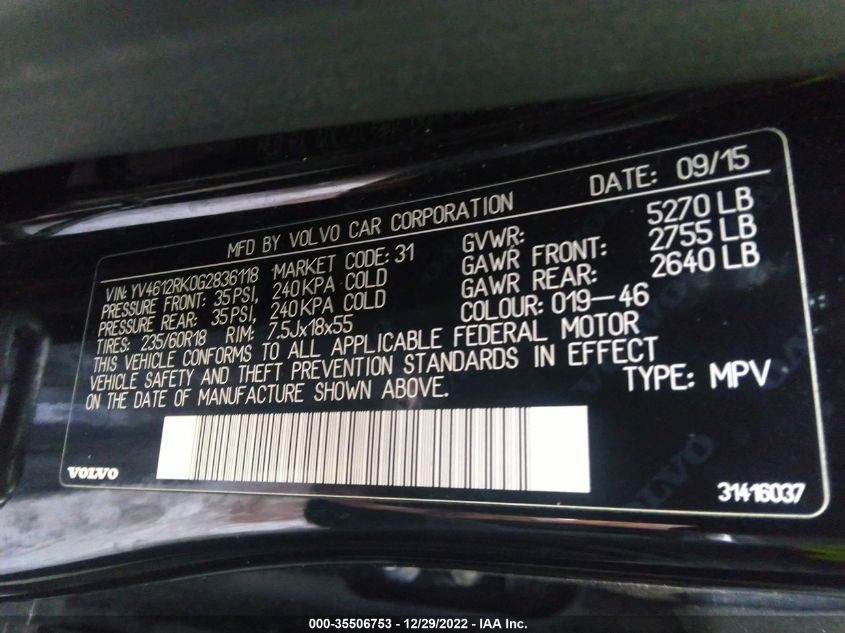 MFD BY VOLVO CAR CORPORATION DATE: 09/15
VIN: YV4612RK0G2836118 MARKET CODE: 31 GVWR: 5270 LB
PRESSURE FRONT: 35 PSI, 240 KPA COLD GAWR FRONT: 2755 LB
PRESSURE REAR: 35 PSI, 240 KPA COLD GAWR REAR: 2640 LB
TIRES: 235/60R18 RIM: 7.5Jx18x55 COLOUR: 019-46
THIS VEHICLE CONFORMS TO ALL APPLICABLE FEDERAL MOTOR
VEHICLE SAFETY AND THEFT PREVENTION STANDARDS IN EFFECT
ON THE DATE OF MANUFACTURE SHOWN ABOVE. TYPE: MPV
VOLVO 31416037
VOLVO
000-35506753 - 12/29/2022 - IAA Inc.